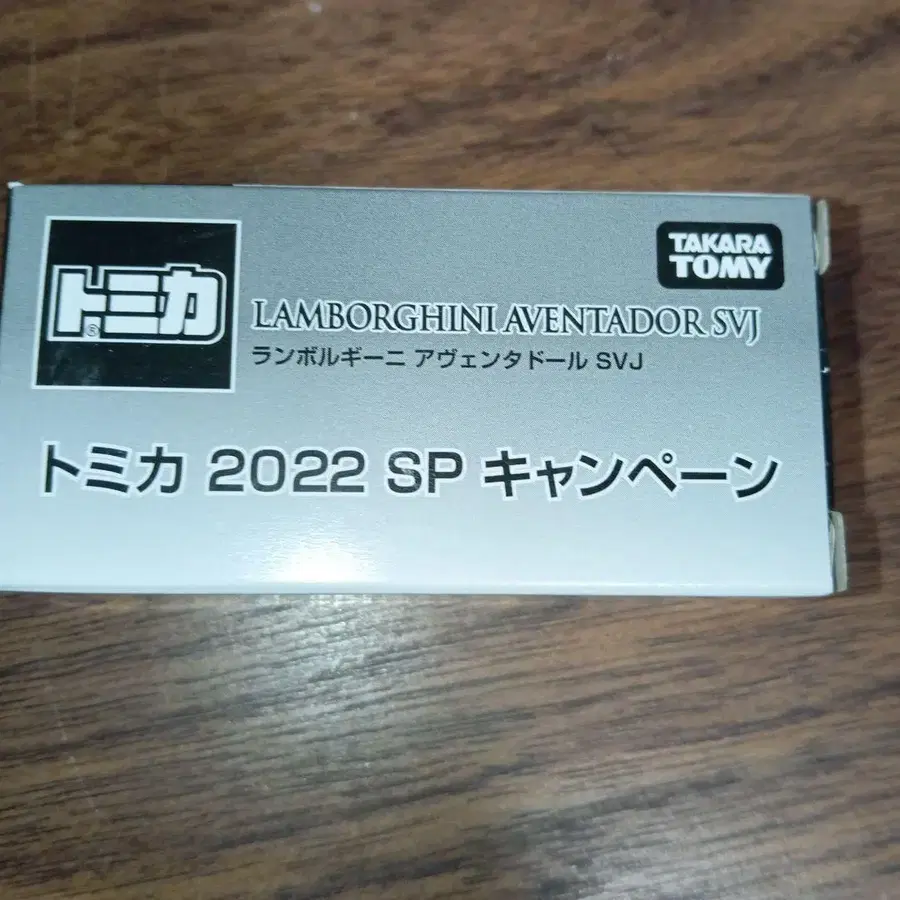 TAKARA
TOMY
トミカ®
LAMBORGHINI AVENTADOR SVJ
ランボルギーニ アヴェンタドール SVJ
トミカ 2022 SP キャンペーン